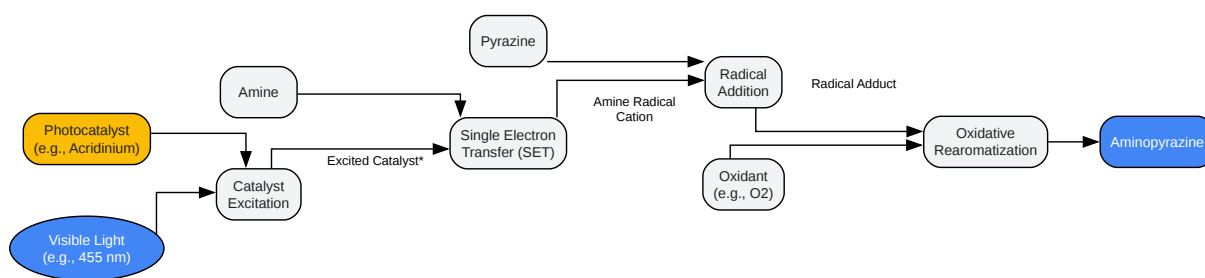 Pyrazine
Amine
Photocatalyst
(e.g., Acridinium)
Visible Light
(e.g., 455 nm)
Catalyst
Excitation
Excited Catalyst*
Single Electron
Transfer (SET)
Amine Radical
Cation
Radical
Addition
Radical Adduct
Oxidant
(e.g., O2)
Oxidative
Rearomatization
Aminopyrazine